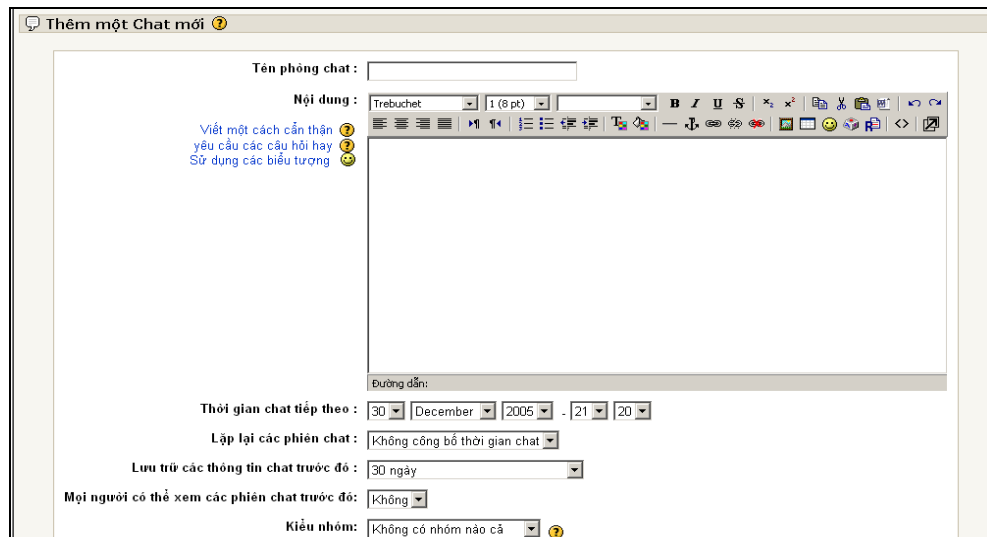 Thêm một Chat mới
Tên phòng chat :
Nội dung :
Trebuchet 1 (8 pt)
B I U S x₂ x²
Viết một cách cẩn thận
yêu cầu các câu hỏi hay
Sử dụng các biểu tượng
Đường dẫn:
Thời gian chat tiếp theo : 30 December 2005 - 21 20
Lặp lại các phiên chat : Không công bố thời gian chat
Lưu trữ các thông tin chat trước đó : 30 ngày
Mọi người có thể xem các phiên chat trước đó: Không
Kiểu nhóm: Không có nhóm nào cả